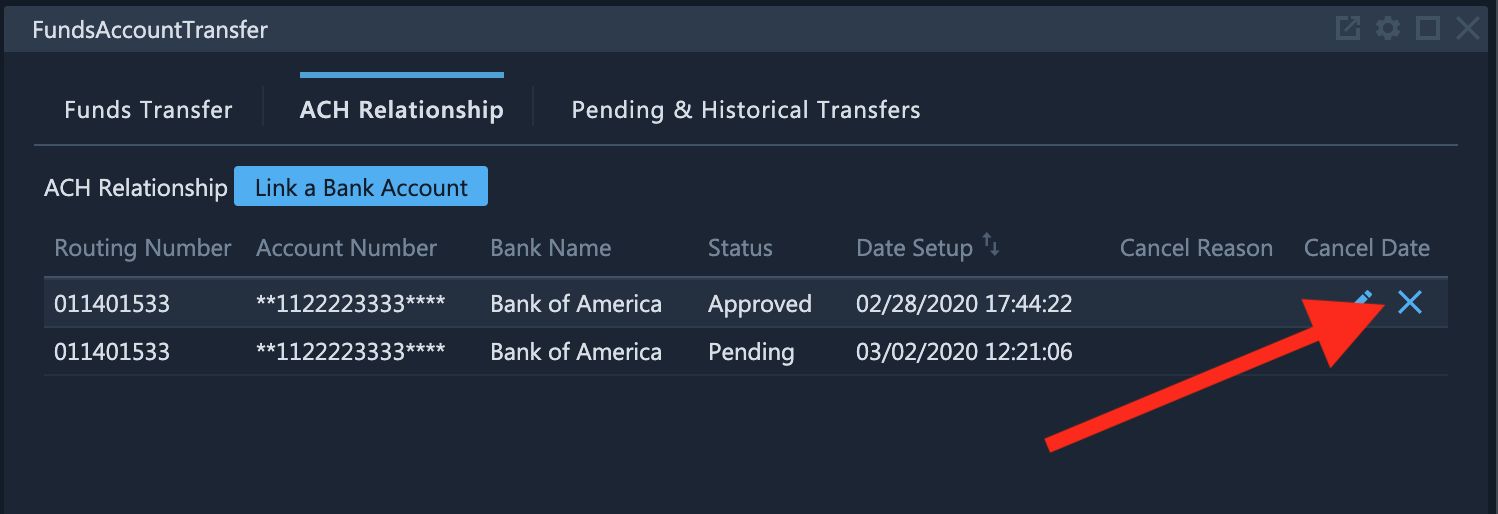 FundsAccountTransfer
Funds Transfer ACH Relationship Pending & Historical Transfers
ACH Relationship Link a Bank Account
Routing Number Account Number Bank Name Status Date Setup Cancel Reason Cancel Date
011401533 **1122223333**** Bank of America Approved 02/28/2020 17:44:22
011401533 **1122223333**** Bank of America Pending 03/02/2020 12:21:06